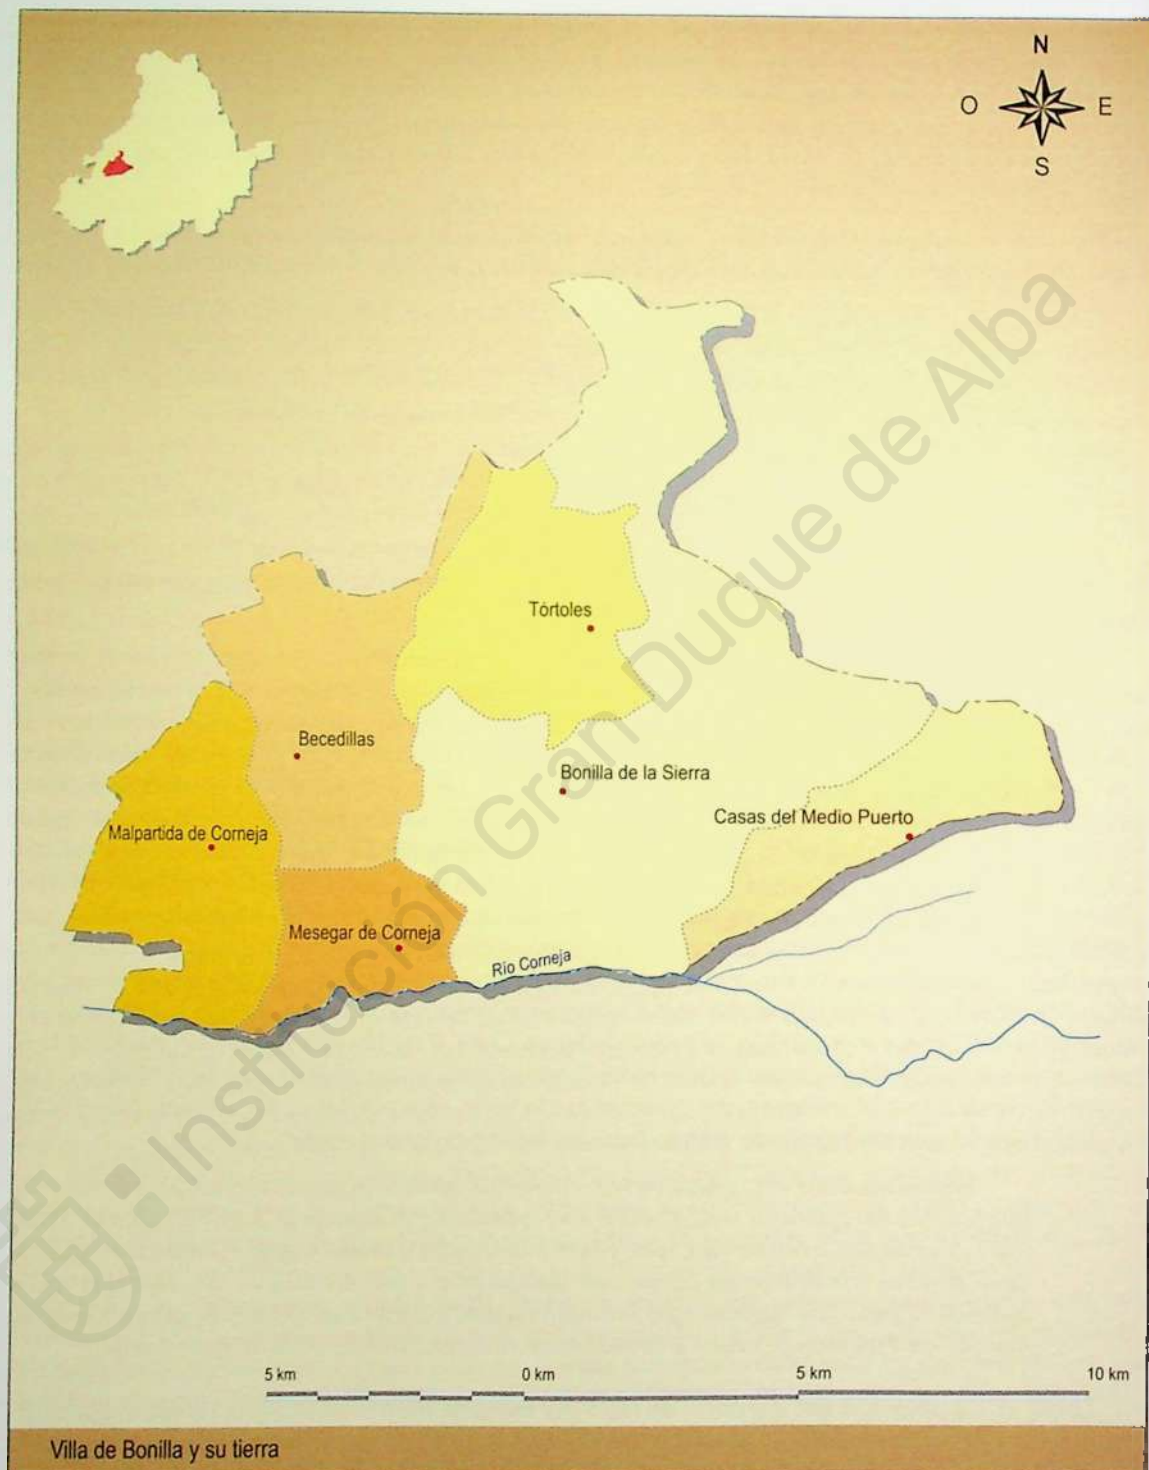 N
O
E
S
Tórtoles
Becedillas
Bonilla de la Sierra
Casas del Medio Puerto
Malpartida de Corneja
Mesegar de Corneja
Río Corneja
Institución Gran Duque de Alba
5 km
0 km
5 km
10 km
Villa de Bonilla y su tierra